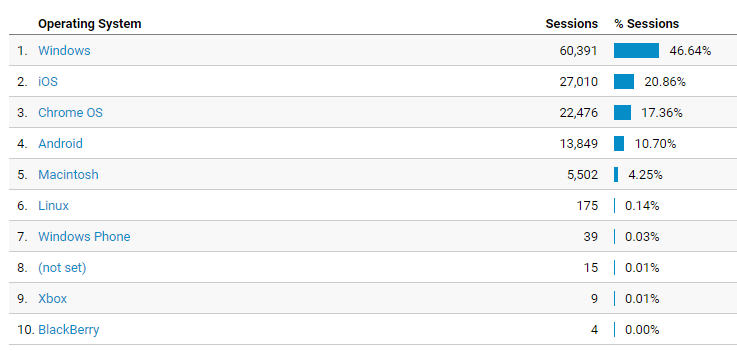 Operating System Sessions % Sessions
1. Windows 60,391 46.64%
2. iOS 27,010 20.86%
3. Chrome OS 22,476 17.36%
4. Android 13,849 10.70%
5. Macintosh 5,502 4.25%
6. Linux 175 0.14%
7. Windows Phone 39 0.03%
8. (not set) 15 0.01%
9. Xbox 9 0.01%
10. BlackBerry 4 0.00%